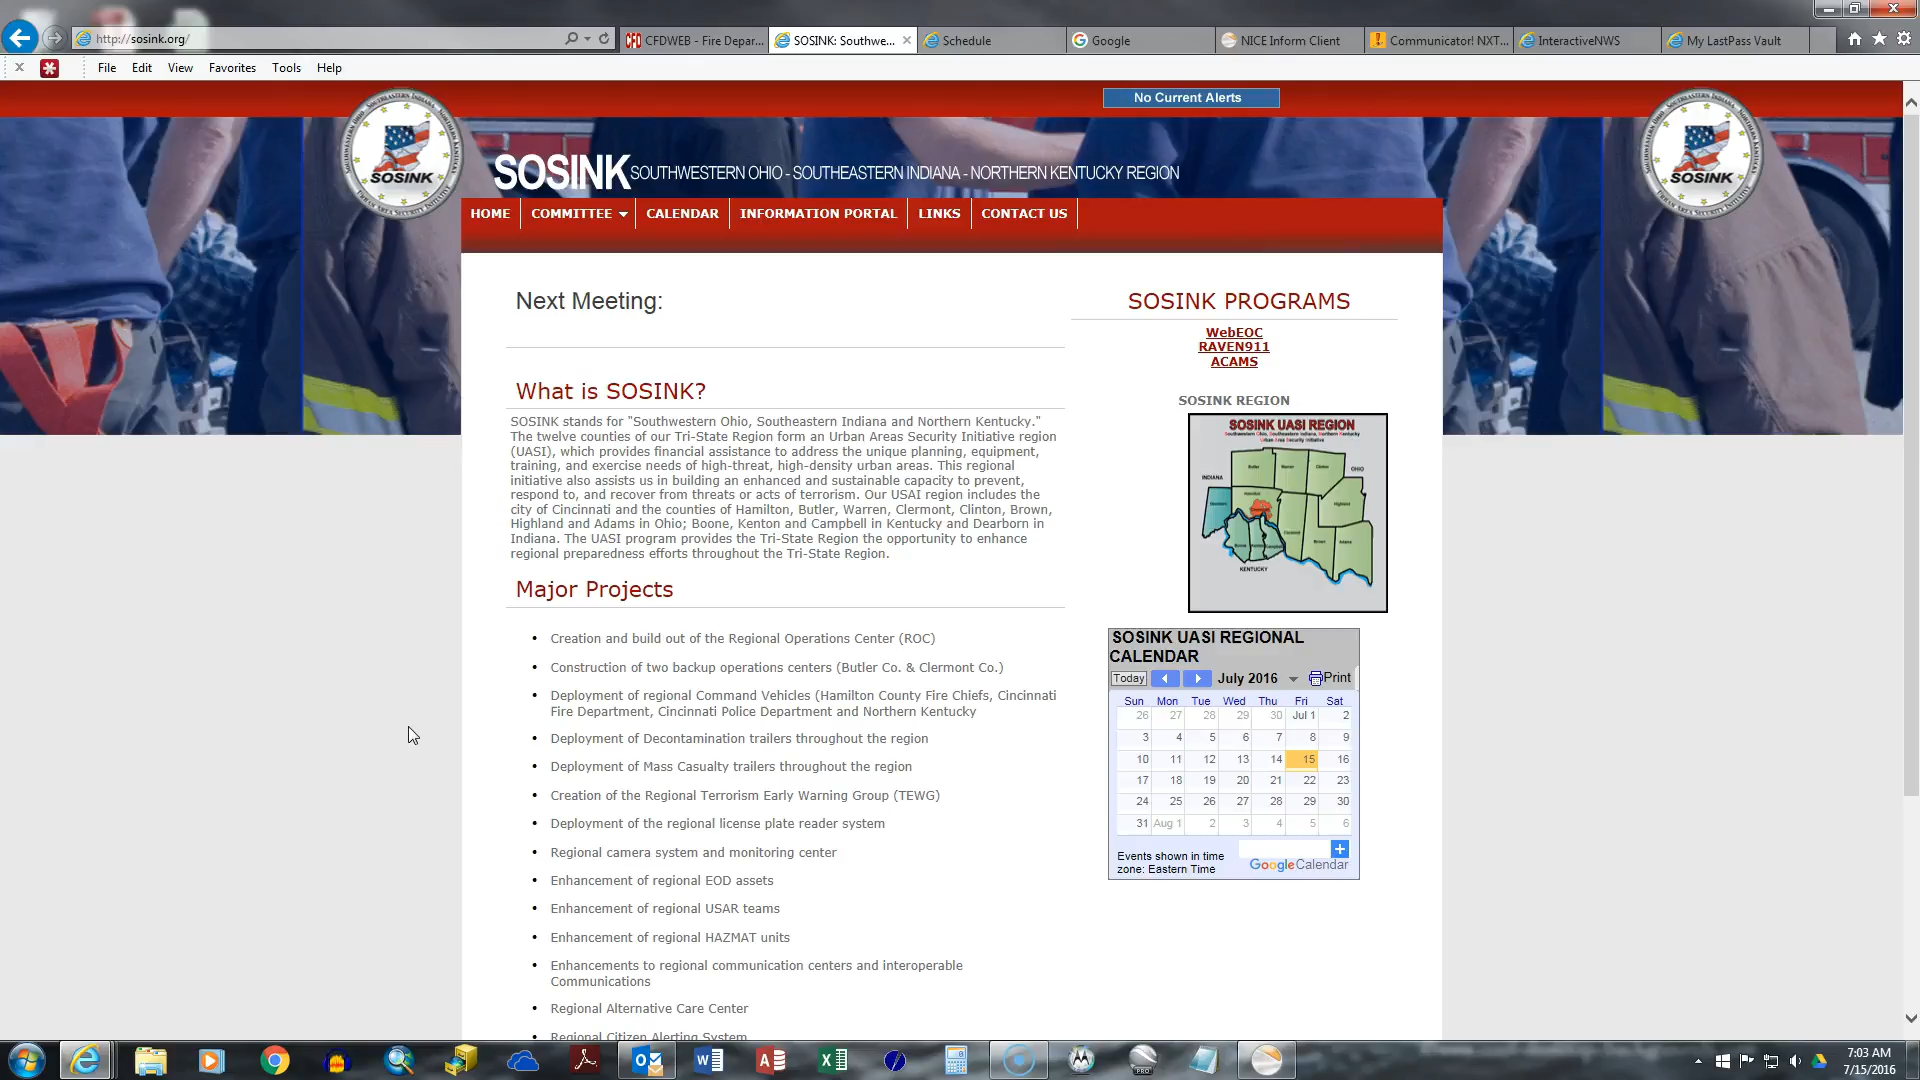 http://sosink.org/
CFDWEB - Fire Depar...
SOSINK: Southwe...
Schedule
Google
NICE Inform Client
Communicator! NXT...
InteractiveNWS
My LastPass Vault
File Edit View Favorites Tools Help
No Current Alerts
SOSINK
SOSINK
SOSINK SOUTHWESTERN OHIO - SOUTHEASTERN INDIANA - NORTHERN KENTUCKY REGION
HOME COMMITTEE CALENDAR INFORMATION PORTAL LINKS CONTACT US
Next Meeting:
What is SOSINK?
SOSINK stands for "Southwestern Ohio, Southeastern Indiana and Northern Kentucky."
The twelve counties of our Tri-State Region form an Urban Areas Security Initiative region
(UASI), which provides financial assistance to address the unique planning, equipment,
training, and exercise needs of high-threat, high-density urban areas. This regional
initiative also assists us in building an enhanced and sustainable capacity to prevent,
respond to, and recover from threats or acts of terrorism. Our USAI region includes the
city of Cincinnati and the counties of Hamilton, Butler, Warren, Clermont, Clinton, Brown,
Highland and Adams in Ohio; Boone, Kenton and Campbell in Kentucky and Dearborn in
Indiana. The UASI program provides the Tri-State Region the opportunity to enhance
regional preparedness efforts throughout the Tri-State Region.
Major Projects
• Creation and build out of the Regional Operations Center (ROC)
• Construction of two backup operations centers (Butler Co. & Clermont Co.)
• Deployment of regional Command Vehicles (Hamilton County Fire Chiefs, Cincinnati
Fire Department, Cincinnati Police Department and Northern Kentucky
• Deployment of Decontamination trailers throughout the region
• Deployment of Mass Casualty trailers throughout the region
• Creation of the Regional Terrorism Early Warning Group (TEWG)
• Deployment of the regional license plate reader system
• Regional camera system and monitoring center
• Enhancement of regional EOD assets
• Enhancement of regional USAR teams
• Enhancement of regional HAZMAT units
• Enhancements to regional communication centers and interoperable
Communications
• Regional Alternative Care Center
Regional Citizen Alerting System
SOSINK PROGRAMS
WebEOC
RAVEN911
ACAMS
SOSINK REGION
SOSINK UASI REGION
Southwestern Ohio, Southeastern Indiana, Northern Kentucky
Urban Area Security Initiative
INDIANA
OHIO
KENTUCKY
SOSINK UASI REGIONAL
CALENDAR
Today July 2016 Print
Sun Mon Tue Wed Thu Fri Sat
26 27 28 29 30 Jul 1 2
3 4 5 6 7 8 9
10 11 12 13 14 15 16
17 18 19 20 21 22 23
24 25 26 27 28 29 30
31 Aug 1 2 3 4 5 6
Events shown in time
zone: Eastern Time
Google Calendar
PRO
7:03 AM
7/15/2016